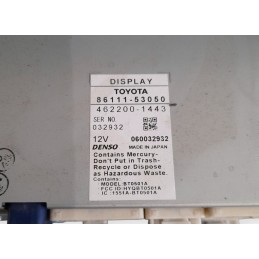 DISPLAY
TOYOTA
86111-53050
462200-1443
SER NO.
032932
12V 060032932
DENSO MADE IN JAPAN
Contains Mercury-
Don't Put in Trash-
Recycle or Dispose
as Hazardous Waste.
Contains:
MODEL BT0501A
FCC ID:HYQBT0501A
IC :1551A-BT0501A